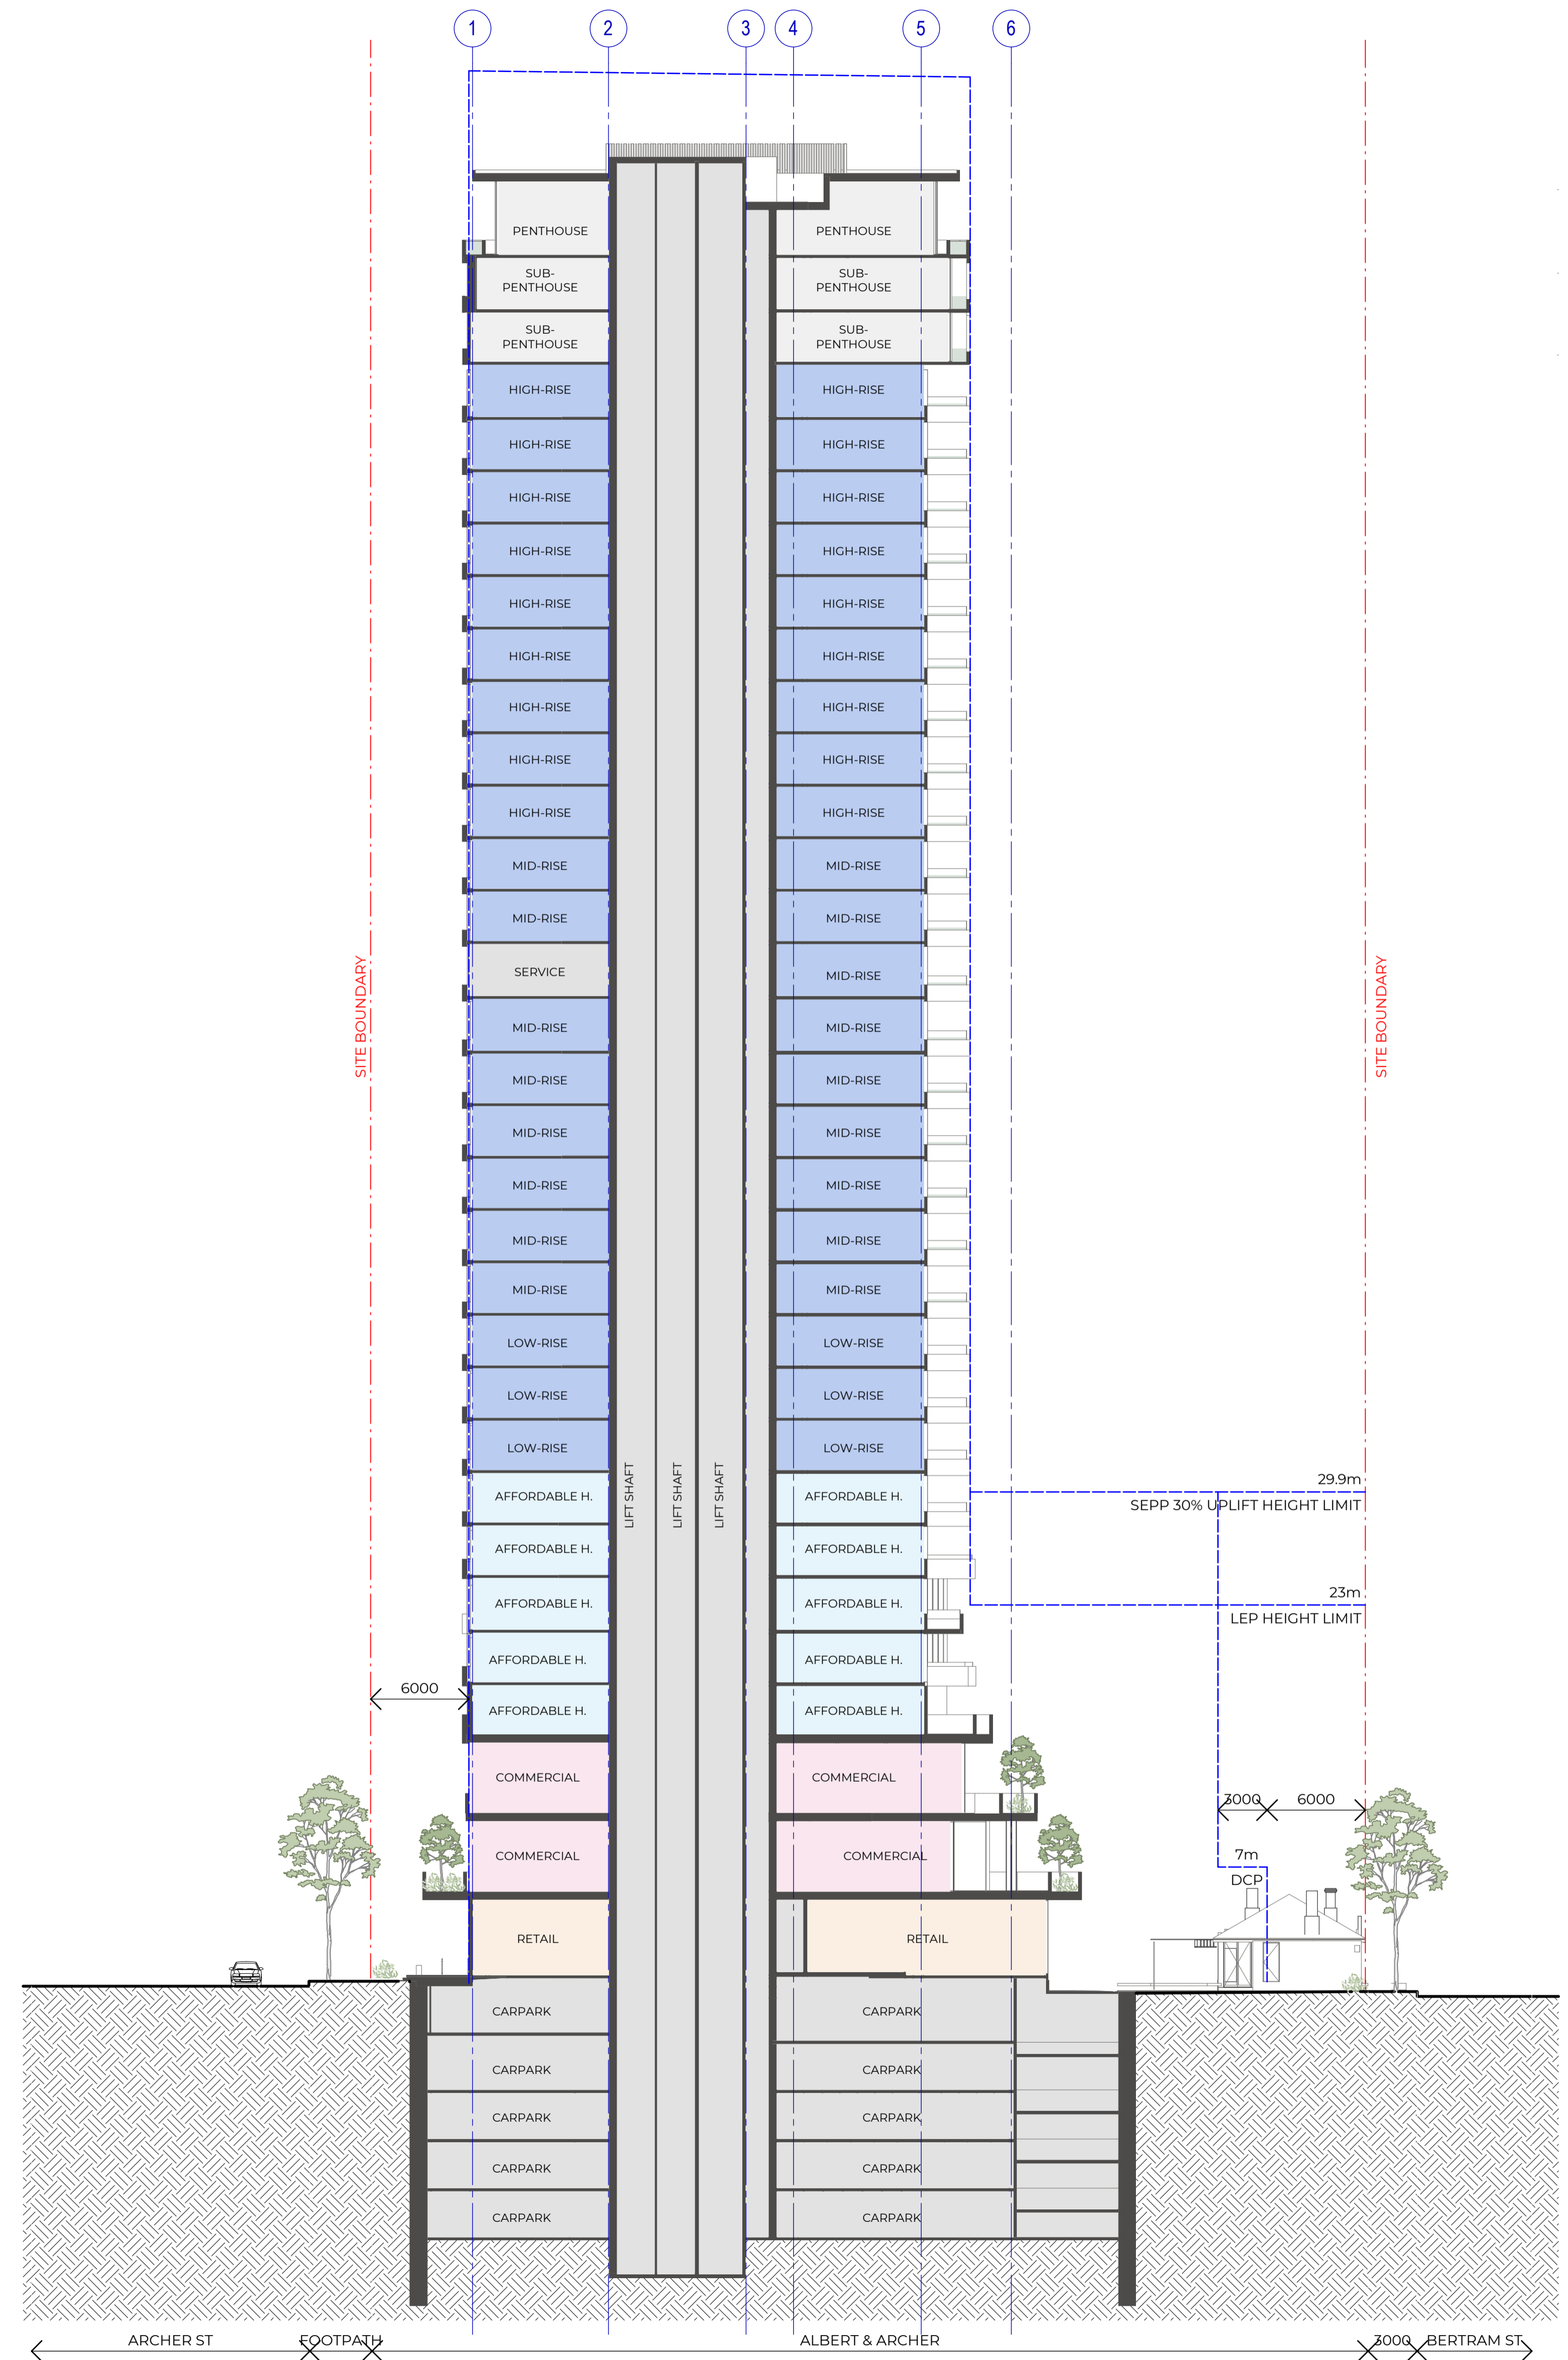 1 2 3 4 5 6
PENTHOUSE PENTHOUSE
SUB- SUB-
PENTHOUSE PENTHOUSE
SUB- SUB-
PENTHOUSE PENTHOUSE
HIGH-RISE HIGH-RISE
HIGH-RISE HIGH-RISE
HIGH-RISE HIGH-RISE
HIGH-RISE HIGH-RISE
HIGH-RISE HIGH-RISE
HIGH-RISE HIGH-RISE
HIGH-RISE HIGH-RISE
HIGH-RISE HIGH-RISE
HIGH-RISE HIGH-RISE
MID-RISE MID-RISE
MID-RISE MID-RISE
SERVICE MID-RISE
SITE BOUNDARY
SITE BOUNDARY
MID-RISE MID-RISE
MID-RISE MID-RISE
MID-RISE MID-RISE
MID-RISE MID-RISE
MID-RISE MID-RISE
MID-RISE MID-RISE
LOW-RISE LOW-RISE
LOW-RISE LOW-RISE
LOW-RISE LOW-RISE
LIFT SHAFT
LIFT SHAFT
LIFT SHAFT
29.9m
AFFORDABLE H. AFFORDABLE H.
SEPP 30% UPLIFT HEIGHT LIMIT
AFFORDABLE H. AFFORDABLE H.
23m
AFFORDABLE H. AFFORDABLE H.
LEP HEIGHT LIMIT
AFFORDABLE H. AFFORDABLE H.
6000
AFFORDABLE H. AFFORDABLE H.
COMMERCIAL COMMERCIAL
3000 6000
COMMERCIAL COMMERCIAL
7m
DCP
RETAIL RETAIL
CARPARK CARPARK
CARPARK CARPARK
CARPARK CARPARK
CARPARK CARPARK
CARPARK CARPARK
ARCHER ST FOOTPATH ALBERT & ARCHER 3000 BERTRAM ST